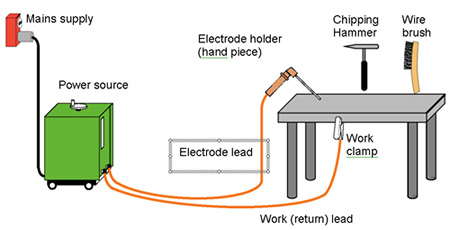 Mains supply
Power source
Electrode holder
(hand piece)
Chipping
Hammer
Wire
brush
Electrode lead
Work
clamp
Work (return) lead